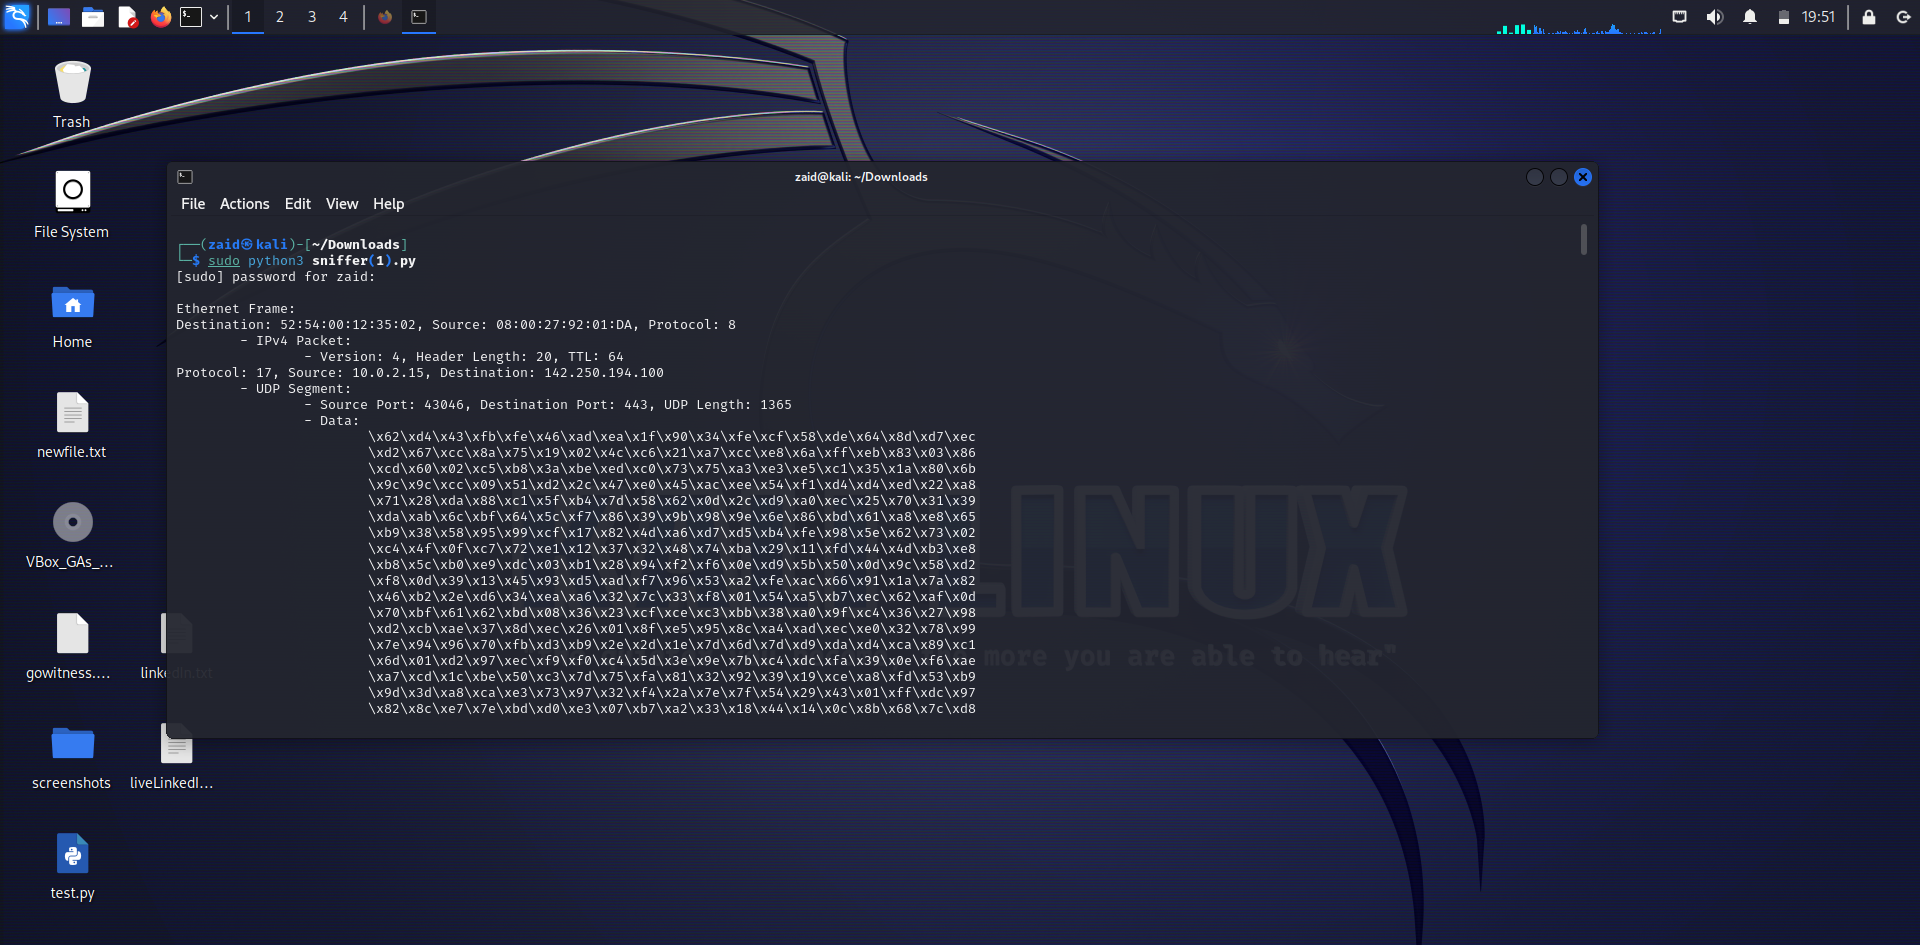 1 2 3 4 19:51
Trash
File System
Home
newfile.txt
VBox_GAs_...
gowitness....
linkedin.txt
screenshots
liveLinkedI...
test.py
zaid@kali: ~/Downloads
File Actions Edit View Help
┌──(zaid㉿kali)-[~/Downloads]
└─$ sudo python3 sniffer(1).py
[sudo] password for zaid:
Ethernet Frame:
Destination: 52:54:00:12:35:02, Source: 08:00:27:92:01:DA, Protocol: 8
- IPv4 Packet:
- Version: 4, Header Length: 20, TTL: 64
Protocol: 17, Source: 10.0.2.15, Destination: 142.250.194.100
- UDP Segment:
- Source Port: 43046, Destination Port: 443, UDP Length: 1365
- Data:
\x62\xd4\x43\xfb\xfe\x46\xad\xea\x1f\x90\x34\xfe\xcf\x58\xde\x64\x8d\xd7\xec
\xd2\x67\xcc\x8a\x75\x19\x02\x4c\xc6\x21\xa7\xcc\xe8\x6a\xff\xeb\x83\x03\x86
\xcd\x60\x02\xc5\xb8\x3a\xbe\xed\xc0\x73\x75\xa3\xe3\xe5\xc1\x35\x1a\x80\x6b
\x9c\x9c\xcc\x09\x51\xd2\x2c\x47\xe0\x45\xac\xee\x54\xf1\xd4\xd4\xed\x22\xa8
\x71\x28\xda\x88\xc1\x5f\xb4\x7d\x58\x62\x0d\x2c\xd9\xa0\xec\x25\x70\x31\x39
\xda\xab\x6c\xbf\x64\x5c\xf7\x86\x39\x9b\x98\x9e\x6e\x86\xbd\x61\xa8\xe8\x65
\xb9\x38\x58\x95\x99\xcf\x17\x82\x4d\xa6\xd7\xd5\xb4\xfe\x98\x5e\x62\x73\x02
\xc4\x4f\x0f\xc7\x72\xe1\x12\x37\x32\x48\x74\xba\x29\x11\xfd\x44\x4d\xb3\xe8
\xb8\x5c\xb0\xe9\xdc\x03\xb1\x28\x94\xf2\xf6\x0e\xd9\x5b\x50\x0d\x9c\x58\xd2
\xf8\x0d\x39\x13\x45\x93\xd5\xad\xf7\x96\x53\xa2\xfe\xac\x66\x91\x1a\x7a\x82
\x46\xb2\x2e\xd6\x34\xea\xa6\x32\x7c\x33\xf8\x01\x54\xa5\xb7\xec\x62\xaf\x0d
\x70\xbf\x61\x62\xbd\x08\x36\x23\xcf\xce\xc3\xbb\x38\xa0\x9f\xc4\x36\x27\x98
\xd2\xcb\xae\x37\x8d\xec\x26\x01\x8f\xe5\x95\x8c\xa4\xad\xec\xe0\x32\x78\x99
\x7e\x94\x96\x70\xfb\xd3\xb9\x2e\x2d\x1e\x7d\x6d\x7d\xd9\xda\xd4\xca\x89\xc1
\x6d\x01\xd2\x97\xec\xf9\xf0\xc4\x5d\x3e\x9e\x7b\xc4\xdc\xfa\x39\x0e\xf6\xae
\xa7\xcd\x1c\xbe\x50\xc3\x7d\x75\xfa\x81\x32\x92\x39\x19\xce\xa8\xfd\x53\xb9
\x9d\x3d\xa8\xca\xe3\x73\x97\x32\xf4\x2a\x7e\x7f\x54\x29\x43\x01\xff\xdc\x97
\x82\x8c\xe7\x7e\xbd\xd0\xe3\x07\xb7\xa2\x33\x18\x44\x14\x0c\x8b\x68\x7c\xd8
LINUX
more you are able to hear"